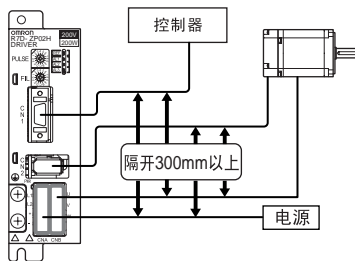 omron
R7D-ZP02H
DRIVER
200V
200W
PULSE
FIL
CN1
CN2
CNA CNB
控制器
隔开300mm以上
电源